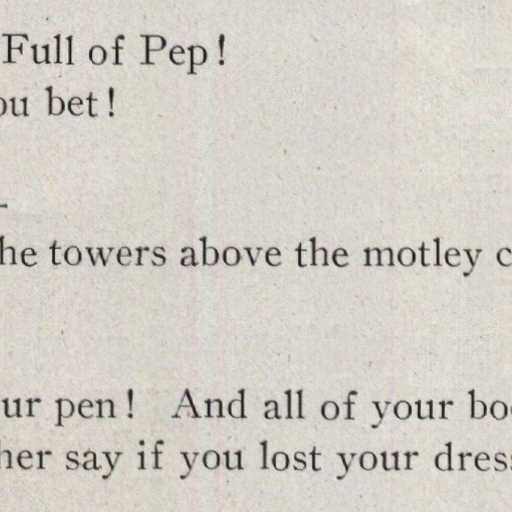 Full of Pep!
ou bet!
he towers above the motley c
ur pen! And all of your bo
her say if you lost your dres